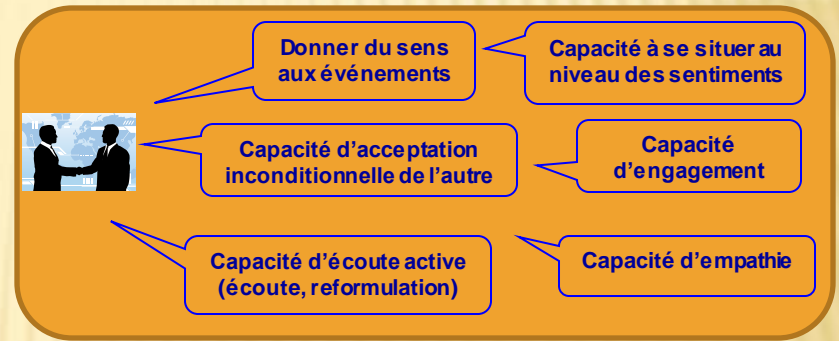 Donner du sens
aux événements
Capacité à se situer au
niveau des sentiments
Capacité d’acceptation
inconditionnelle de l’autre
Capacité
d’engagement
Capacité d’écoute active
(écoute, reformulation)
Capacité d’empathie